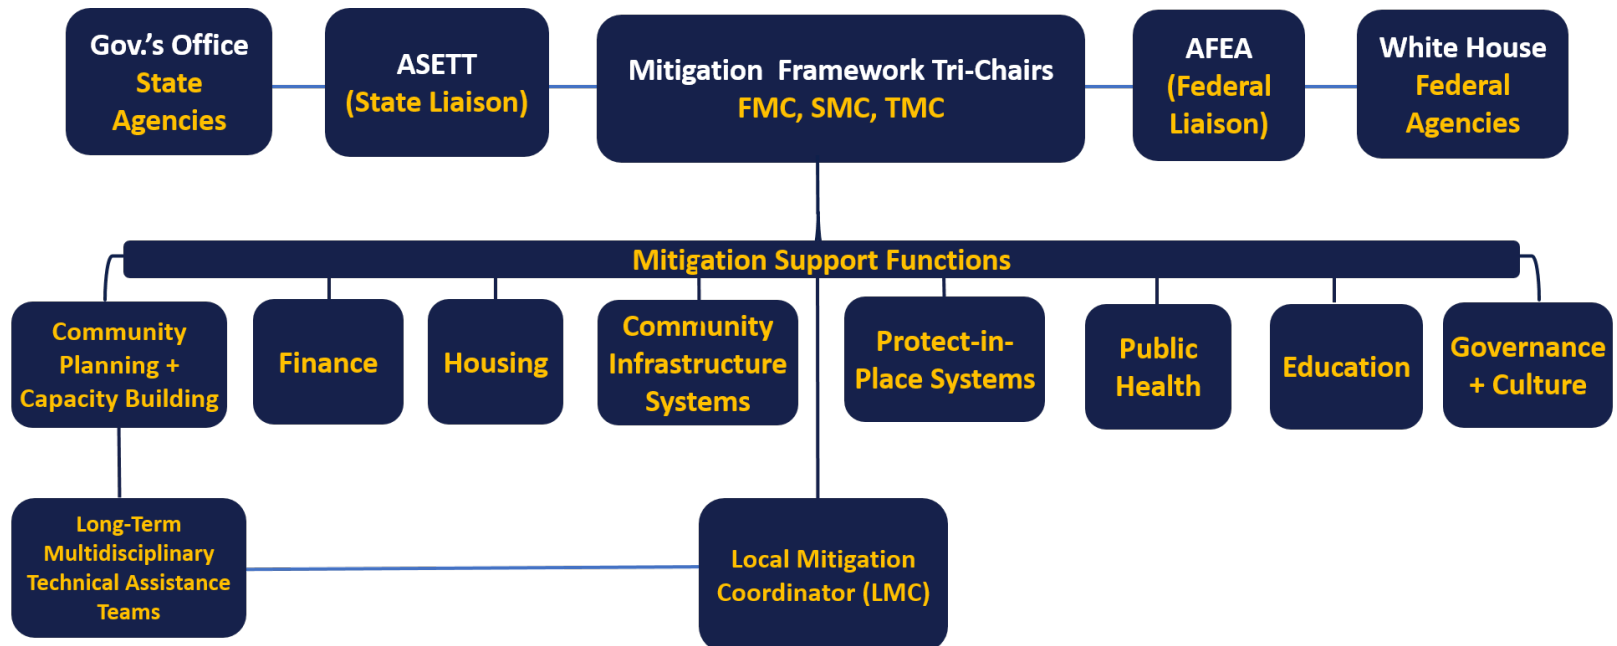 Gov.'s Office
State
Agencies
ASETT
(State Liaison)
Mitigation  Framework Tri-Chairs
FMC, SMC, TMC
AFEA
(Federal
Liaison)
White House
Federal
Agencies
Mitigation Support Functions
Community
Planning +
Capacity Building
Finance
Housing
Community
Infrastructure
Systems
Protect-in-
Place Systems
Public
Health
Education
Governance
+ Culture
Long-Term
Multidisciplinary
Technical Assistance
Teams
Local Mitigation
Coordinator (LMC)